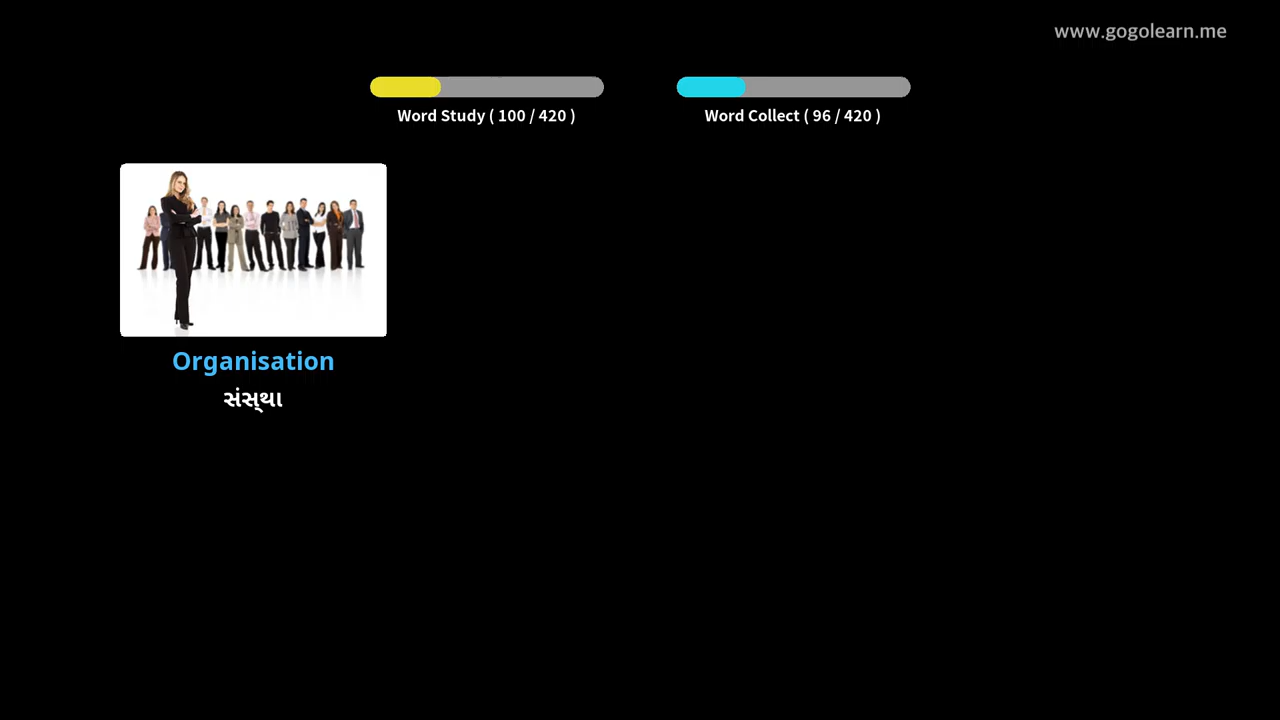 www.gogolearn.me
Word Study ( 100 / 420 )
Word Collect ( 96 / 420 )
Organisation
સંસ્થા